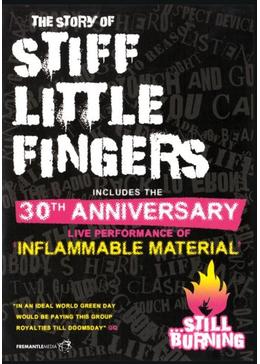 THE STORY OF
STIFF
LITTLE
FINGERS
INCLUDES THE
30TH ANNIVERSARY
LIVE PERFORMANCE OF
'INFLAMMABLE MATERIAL'
"IN AN IDEAL WORLD GREEN DAY
WOULD BE PAYING THIS GROUP
ROYALTIES TILL DOOMSDAY" GQ
...STILL
BURNING
FREMANTLEMEDIA